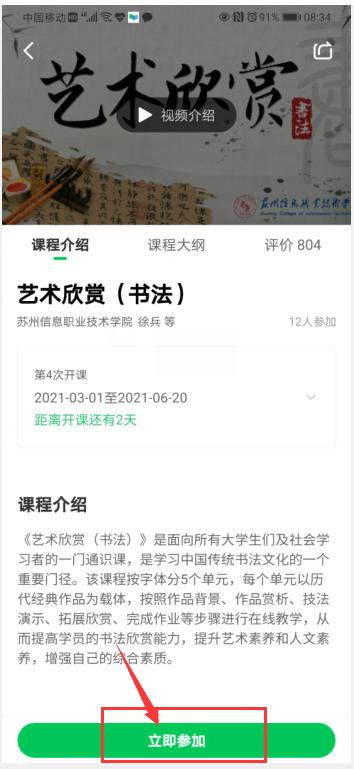 中国移动 HD 4G 91% 08:34
艺术欣赏
书法
视频介绍
课程介绍 课程大纲 评价 804
艺术欣赏（书法）
苏州信息职业技术学院 徐兵 等 12人参加
第4次开课
2021-03-01至2021-06-20
距离开课还有2天
课程介绍
《艺术欣赏（书法）》是面向所有大学生们及社会学
习者的一门通识课，是学习中国传统书法文化的一个
重要门径。该课程按字体分5个单元，每个单元以历
代经典作品为载体，按照作品背景、作品赏析、技法
演示、拓展欣赏、完成作业等步骤进行在线教学，从
而提高学员的书法欣赏能力，提升艺术素养和人文素
养，增强自己的综合素质。
立即参加